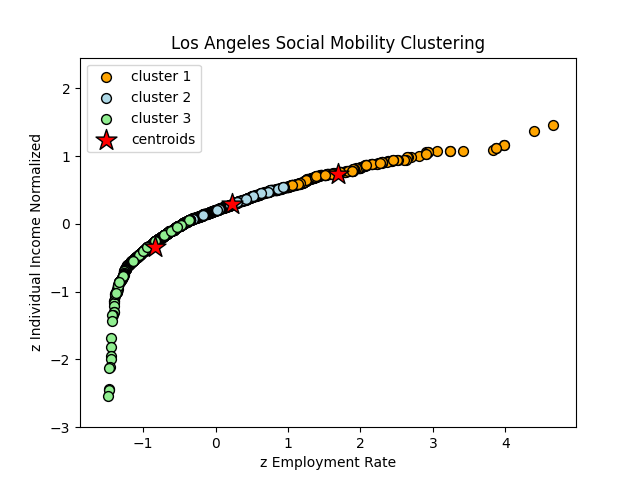 Los Angeles Social Mobility Clustering
cluster 1
cluster 2
cluster 3
centroids
z Individual Income Normalized
2
1
0
−1
−2
−3
−1
0
1
2
3
4
z Employment Rate